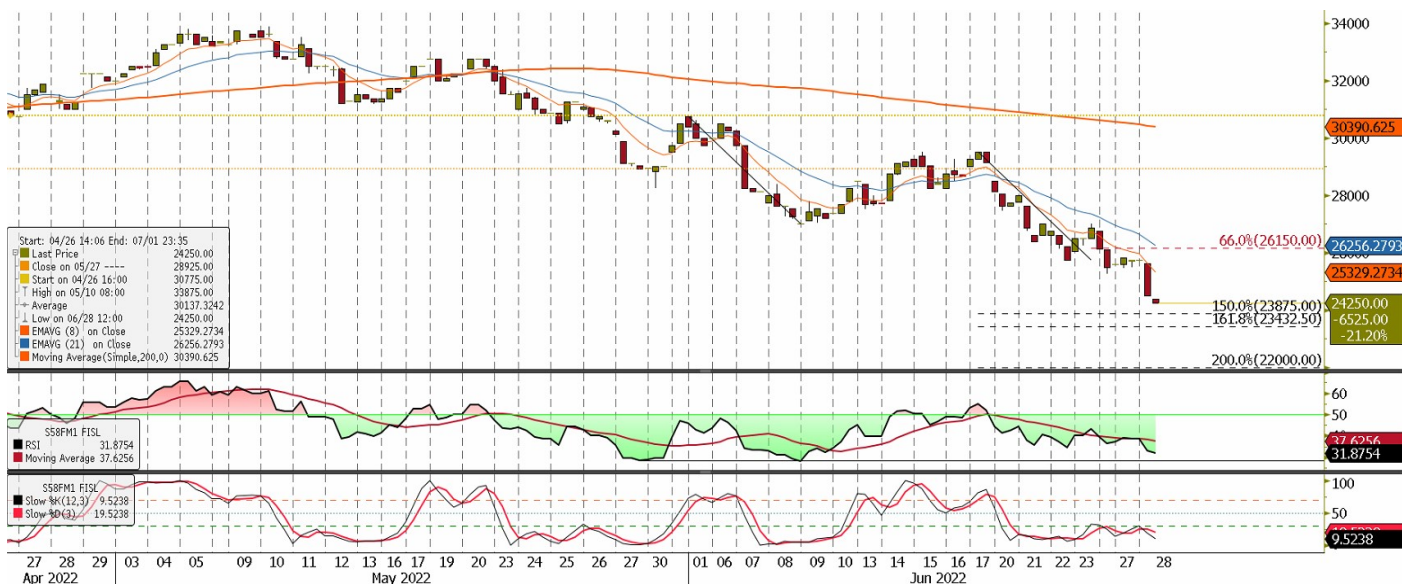 34000
32000
30390.625
30000
28000
66.0%(26150.00)
26256.2793
25329.2734
150.0%(23875.00)
24250.00
161.8%(23432.50)
-6525.00
-21.20%
200.0%(22000.00)
Start: 04/26 14:06 End: 07/01 23:35
Last Price 24250.00
Close on 05/27 ---- 28925.00
Start on 04/26 16:00 30775.00
High on 05/10 08:00 33875.00
Average 30137.3242
Low on 06/28 12:00 24250.00
EMAVG (8) on Close 25329.2734
EMAVG (21) on Close 26256.2793
Moving Average(Simple,200,0) 30390.625
60
50
37.6256
31.8754
S58FM1 FISL
RSI 31.8754
Moving Average 37.6256
100
50
9.5238
S58FM1 FISL
Slow %K(12,3) 9.5238
Slow %D(3) 19.5238
27 28 29 03 04 05 09 10 11 12 13 16 17 18 20 23 24 25 26 27 30 01 06 07 08 09 10 13 14 15 16 17 20 21 22 23 27 28
Apr 2022 May 2022 Jun 2022